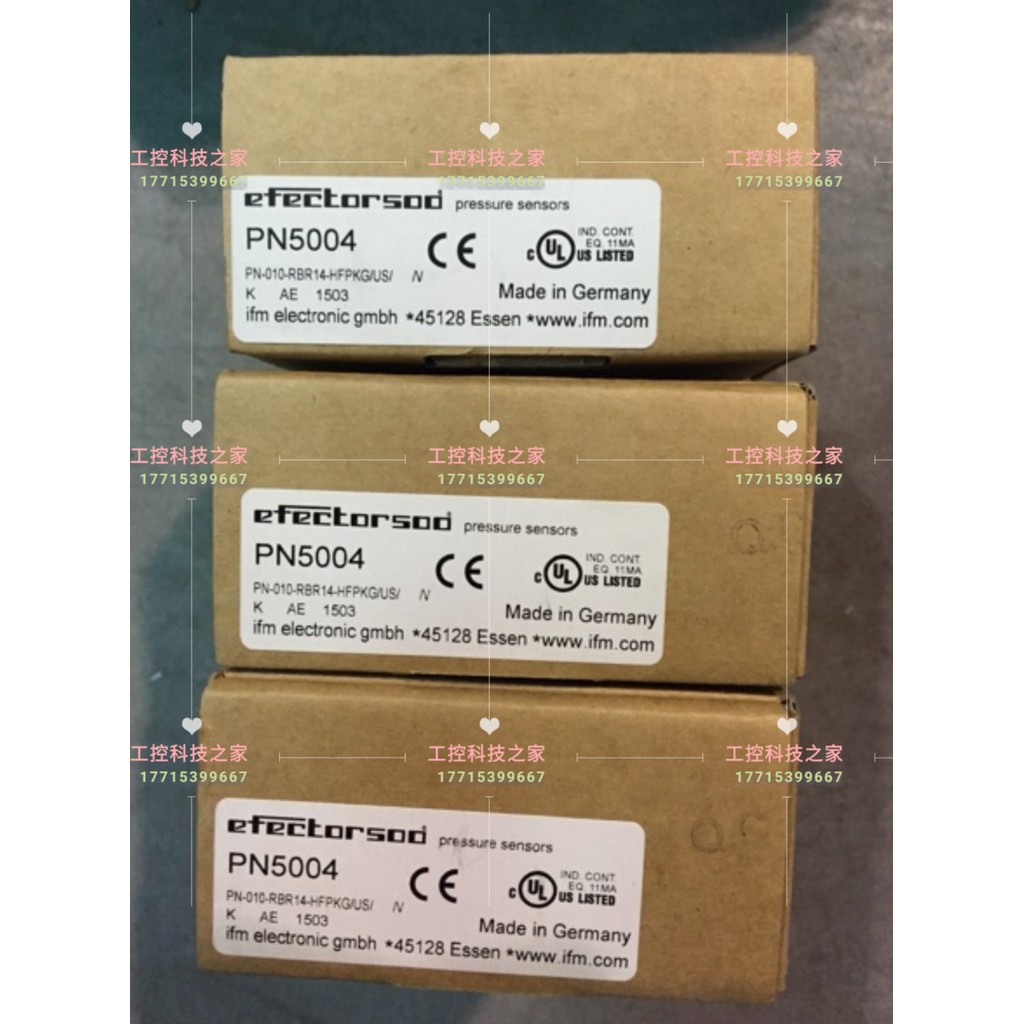 工控科技之家 工控科技之家 工控科技之家
17715399667 17715399667 17715399667
efector500 pressure sensors
PN5004 CE c UL US LISTED
IND. CONT.
EQ. 11MA
PN-010-RBR14-HFPKG/US/ /V
K AE 1503 Made in Germany
ifm electronic gmbh *45128 Essen *www.ifm.com
工控科技之家 工控科技之家 工控科技之家
17715399667 17715399667 17715399667
efector500 pressure sensors
PN5004 CE c UL US LISTED
IND. CONT.
EQ. 11MA
PN-010-RBR14-HFPKG/US/ /V
K AE 1503 Made in Germany
ifm electronic gmbh *45128 Essen *www.ifm.com
工控科技之家 工控科技之家 工控科技之家
17715399667 17715399667 17715399667
efector500 pressure sensors
PN5004 CE c UL US LISTED
IND. CONT.
EQ. 11MA
PN-010-RBR14-HFPKG/US/ /V
K AE 1503 Made in Germany
ifm electronic gmbh *45128 Essen *www.ifm.com